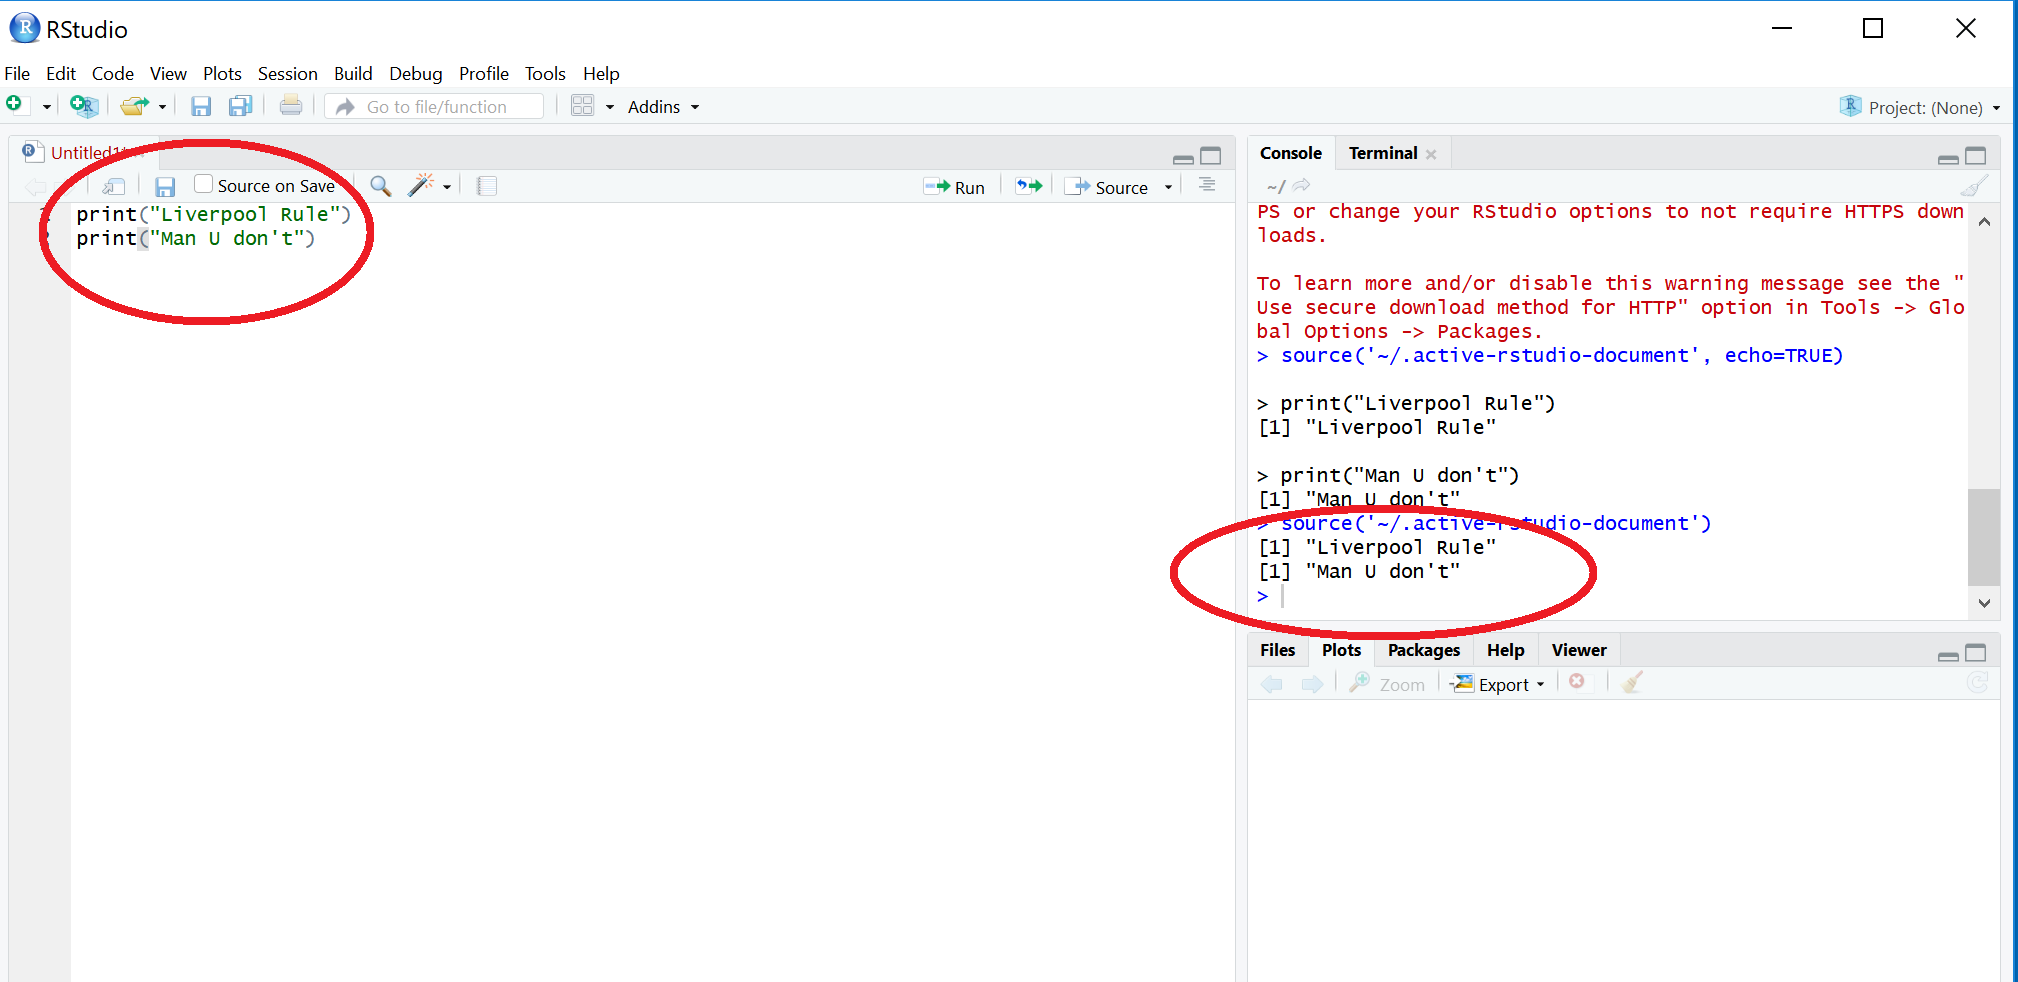 RStudio
File Edit Code View Plots Session Build Debug Profile Tools Help
Go to file/function Addins Project: (None)
Untitled1*
Source on Save Run Source
1 print("Liverpool Rule")
print("Man U don't")
Console Terminal
~/
PS or change your RStudio options to not require HTTPS down
loads.
To learn more and/or disable this warning message see the "
Use secure download method for HTTP" option in Tools -> Glo
bal Options -> Packages.
> source('~/.active-rstudio-document', echo=TRUE)
> print("Liverpool Rule")
[1] "Liverpool Rule"
> print("Man U don't")
[1] "Man U don't"
> source('~/.active-rstudio-document')
[1] "Liverpool Rule"
[1] "Man U don't"
>
Files Plots Packages Help Viewer
Zoom Export